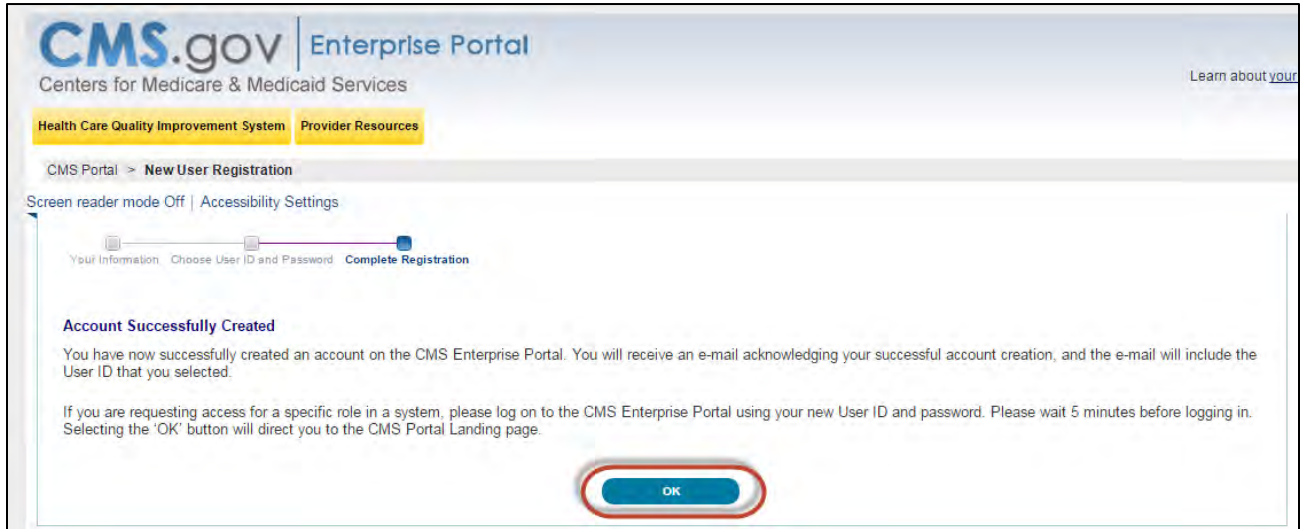 CMS.gov | Enterprise Portal
Centers for Medicare & Medicaid Services
Learn about your
Health Care Quality Improvement System Provider Resources
CMS Portal > New User Registration
Screen reader mode Off | Accessibility Settings
Your Information Choose User ID and Password Complete Registration
Account Successfully Created
You have now successfully created an account on the CMS Enterprise Portal. You will receive an e-mail acknowledging your successful account creation, and the e-mail will include the
User ID that you selected.
If you are requesting access for a specific role in a system, please log on to the CMS Enterprise Portal using your new User ID and password. Please wait 5 minutes before logging in.
Selecting the 'OK' button will direct you to the CMS Portal Landing page.
OK